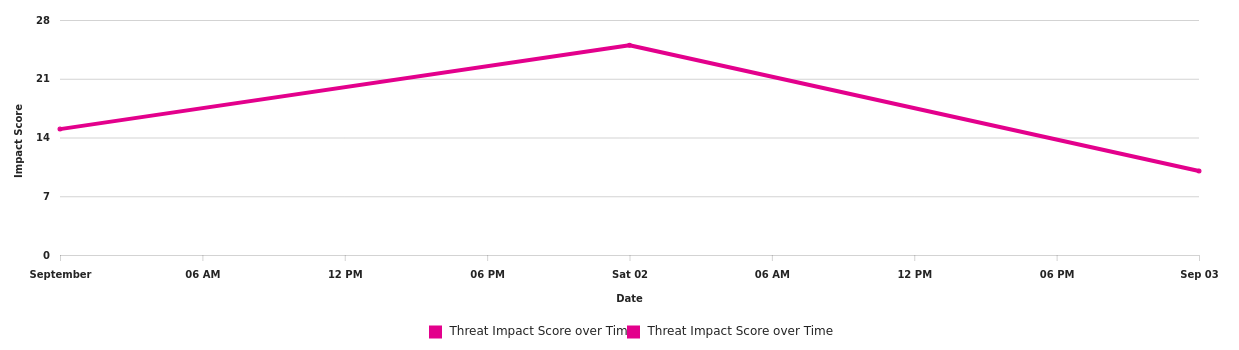 28
21
14
7
0
Impact Score
September 06 AM 12 PM 06 PM Sat 02 06 AM 12 PM 06 PM Sep 03
Date
Threat Impact Score over Tim Threat Impact Score over Time